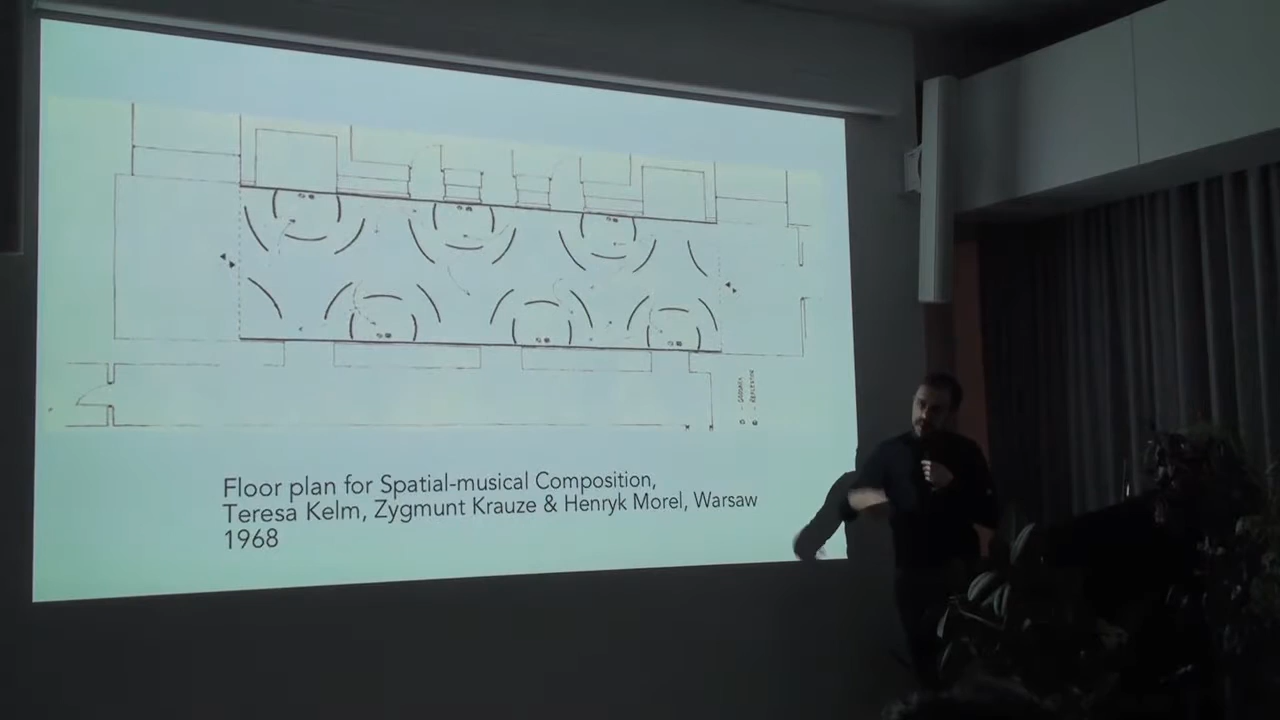 Floor plan for Spatial-musical Composition,
Teresa Kelm, Zygmunt Krauze & Henryk Morel, Warsaw
1968